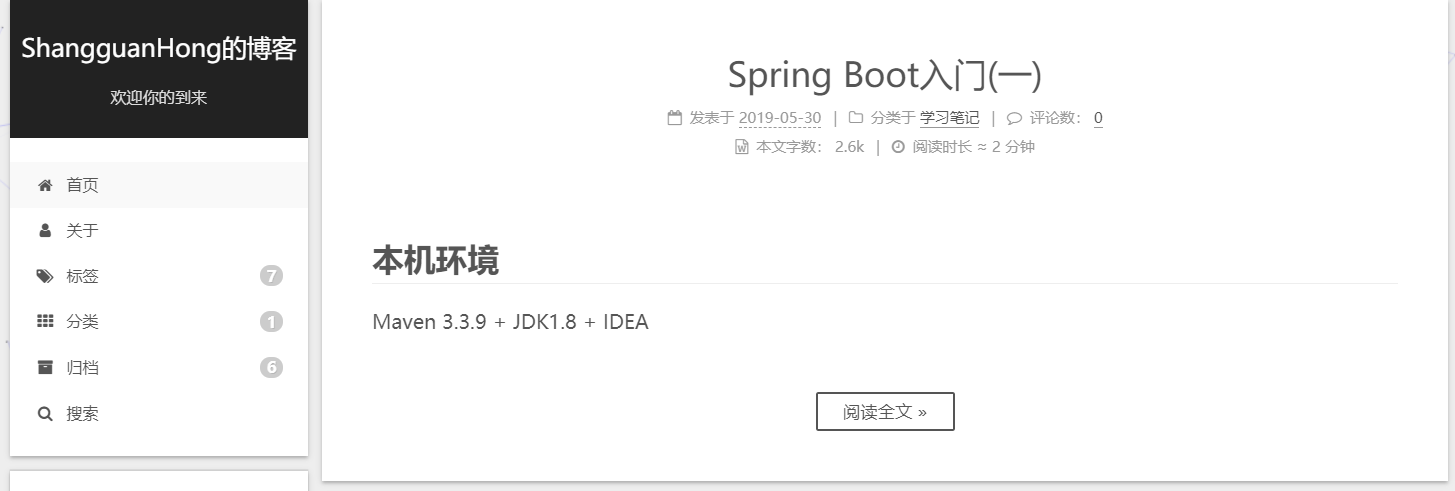 ShangguanHong的博客
欢迎你的到来
首页
关于
标签 7
分类 1
归档 6
搜索
Spring Boot入门(一)
发表于 2019-05-30 | 分类于 学习笔记 | 评论数： 0
本文字数： 2.6k | 阅读时长 ≈ 2 分钟
本机环境
Maven 3.3.9 + JDK1.8 + IDEA
阅读全文 »